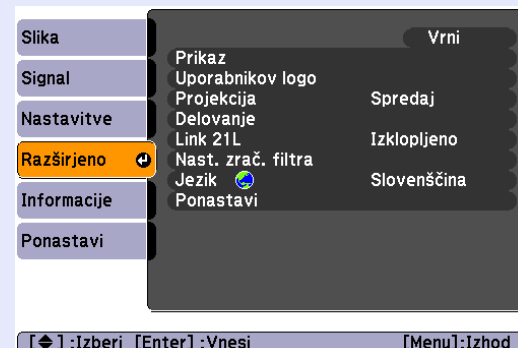 Slika
Signal
Nastavitve
Razširjeno
Informacije
Ponastavi
Vrni
Prikaz
Uporabnikov logo
Projekcija Spredaj
Delovanje
Link 21L Izklopljeno
Nast. zrač. filtra
Jezik Slovenščina
Ponastavi
[◆] :Izberi [Enter] :Vnesi [Menu]:Izhod